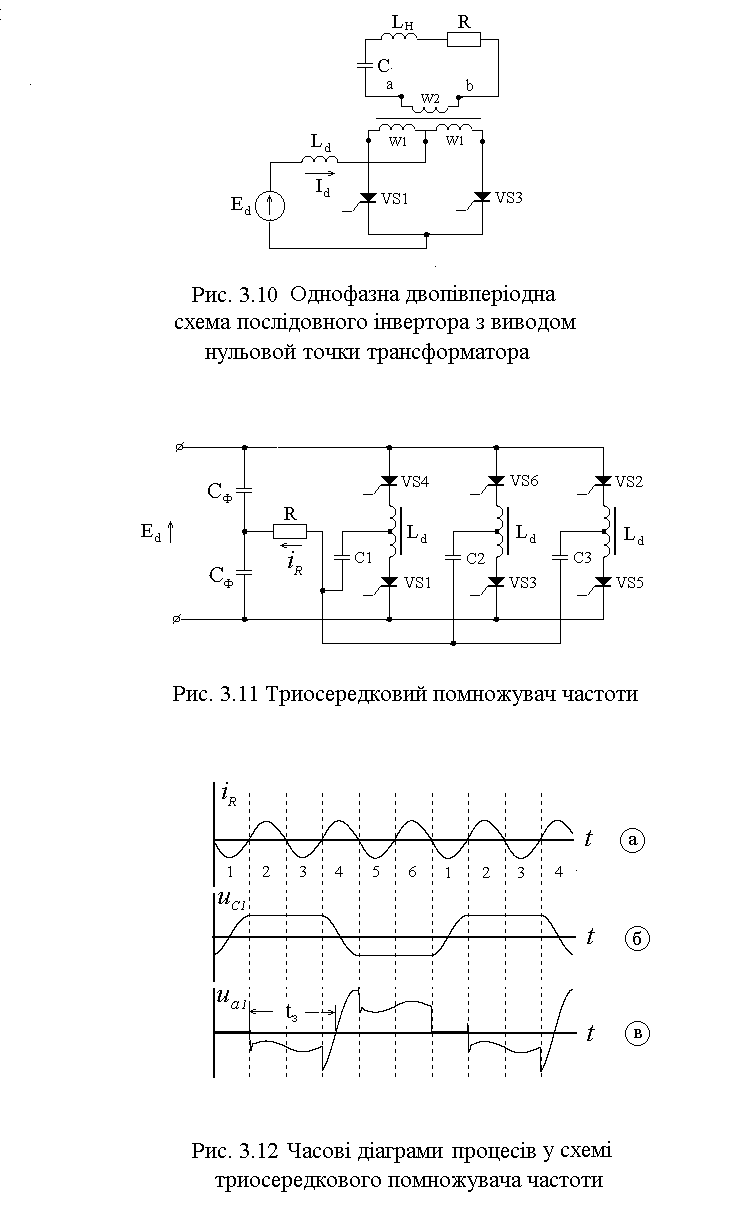 L_H R
C
a b
W2
W1 W1
L_d
I_d
E_d
VS1 VS3
Рис. 3.10 Однофазна двопівперіодна
схема послідовного інвертора з виводом
нульовой точки трансформатора
VS4 VS6 VS2
C_ф
R
L_d L_d L_d
E_d
i_R
C1 C2 C3
C_ф
VS1 VS3 VS5
Рис. 3.11 Триосередковий помножувач частоти
i_R
t а
1 2 3 4 5 6 1 2 3 4
u_C1
t б
u_a1
t_з
t в
Рис. 3.12 Часові діаграми процесів у схемі
триосередкового помножувача частоти